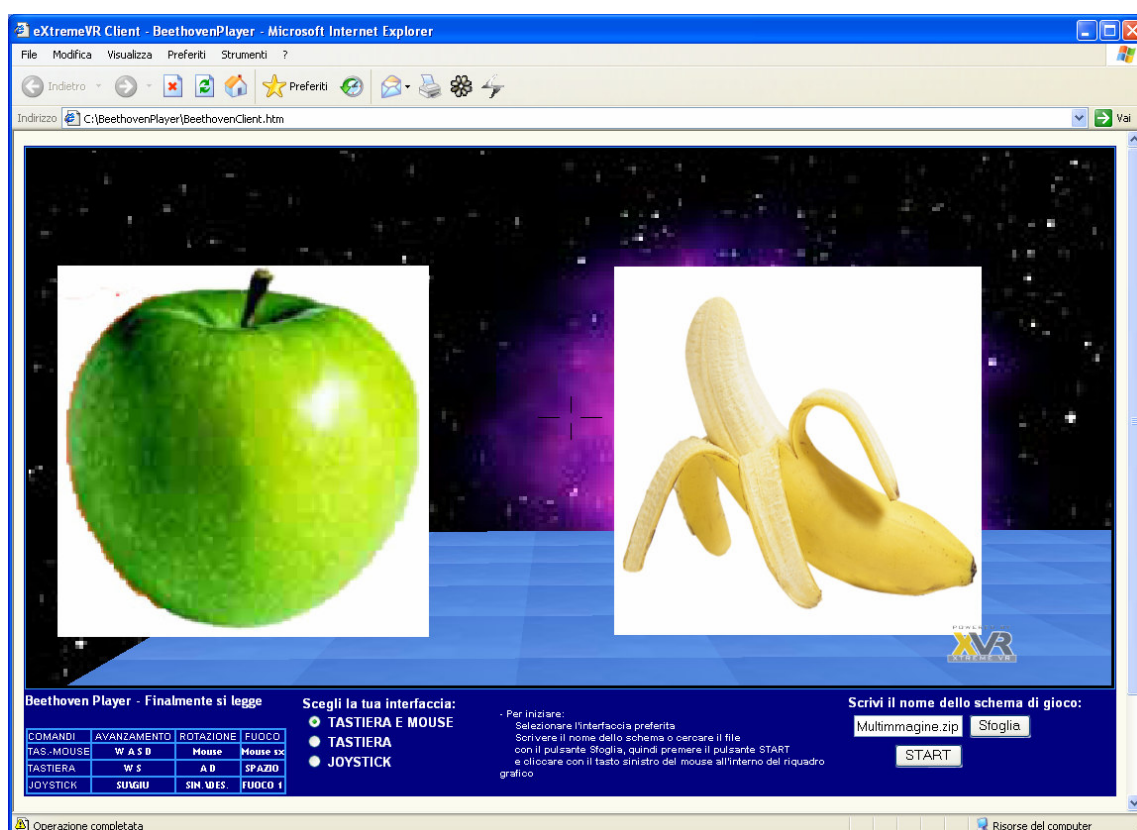 eXtremeVR Client - BeethovenPlayer - Microsoft Internet Explorer
File Modifica Visualizza Preferiti Strumenti ?
Indietro Preferiti
Indirizzo C:\BeethovenPlayer\BeethovenClient.htm Vai
POWERED BY
XVR
XTREME VR
Beethoven Player - Finalmente si legge
COMANDI AVANZAMENTO ROTAZIONE FUOCO
TAS.-MOUSE W A S D Mouse Mouse sx
TASTIERA W S A D SPAZIO
JOYSTICK SU\GIU SIN.\DES. FUOCO 1
Scegli la tua interfaccia:
TASTIERA E MOUSE
TASTIERA
JOYSTICK
- Per iniziare:
Selezionare l'interfaccia preferita
Scrivere il nome dello schema o cercare il file
con il pulsante Sfoglia, quindi premere il pulsante START
e cliccare con il tasto sinistro del mouse all'interno del riquadro
grafico
Scrivi il nome dello schema di gioco:
Multimmagine.zip Sfoglia
START
Operazione completata Risorse del computer